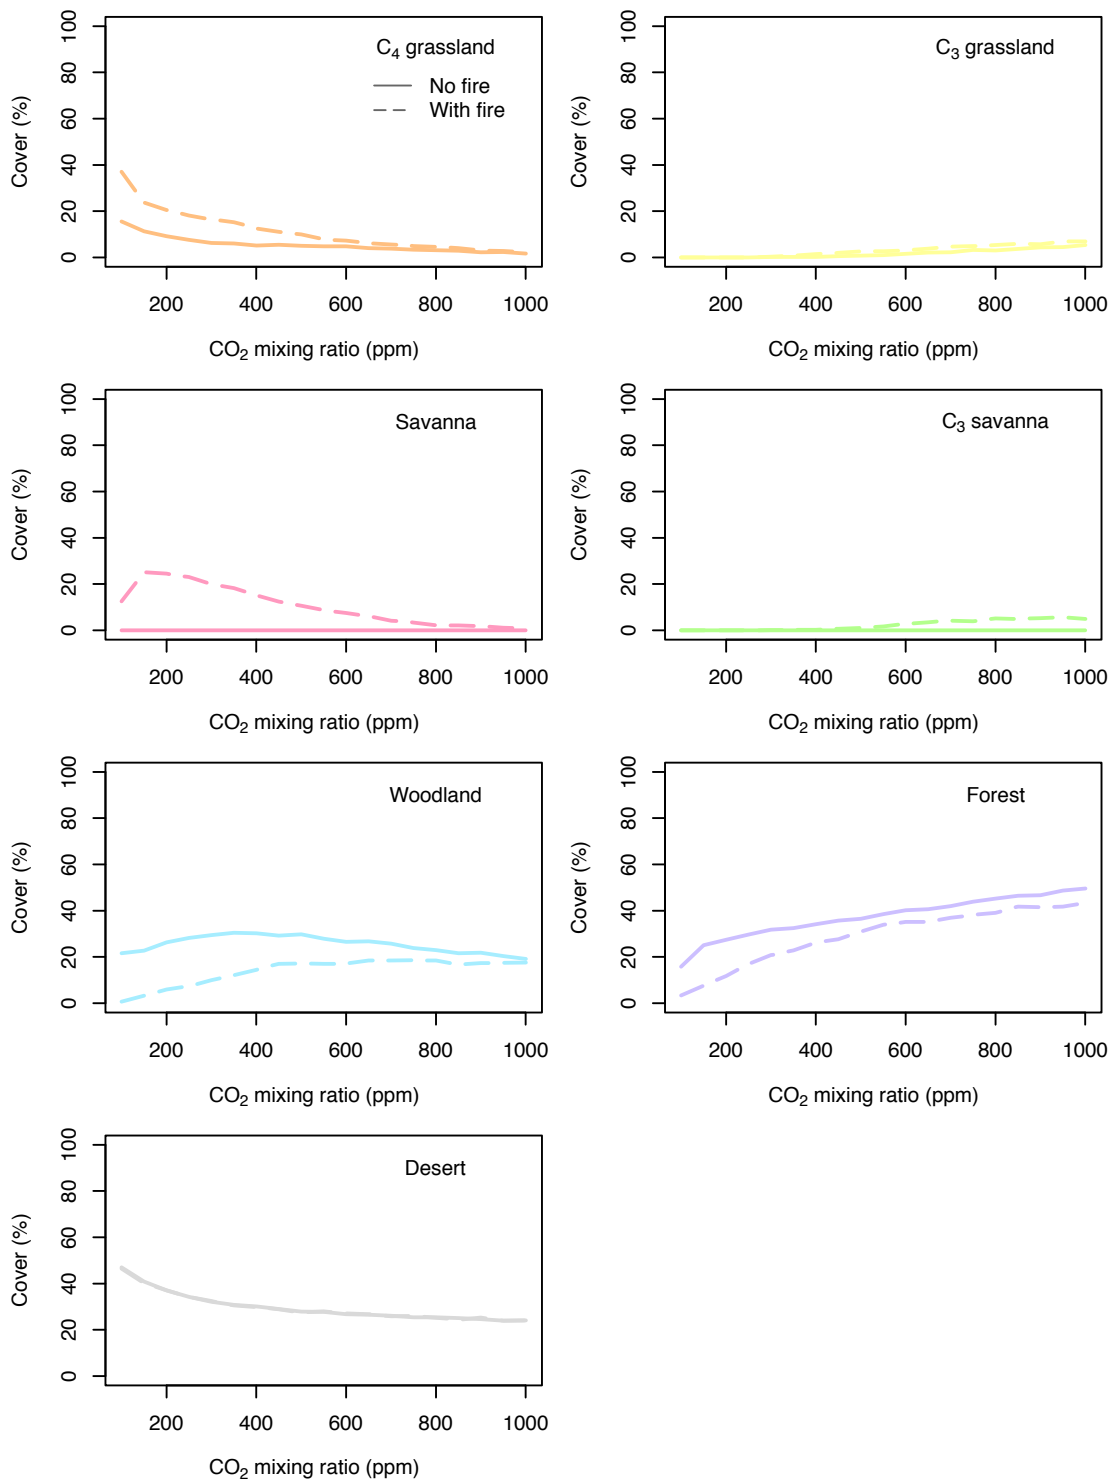 C4 grassland
No fire
With fire
Cover (%)
0 20 40 60 80 100
200 400 600 800 1000
CO2 mixing ratio (ppm)
C3 grassland
Cover (%)
0 20 40 60 80 100
200 400 600 800 1000
CO2 mixing ratio (ppm)
Savanna
Cover (%)
0 20 40 60 80 100
200 400 600 800 1000
CO2 mixing ratio (ppm)
C3 savanna
Cover (%)
0 20 40 60 80 100
200 400 600 800 1000
CO2 mixing ratio (ppm)
Woodland
Cover (%)
0 20 40 60 80 100
200 400 600 800 1000
CO2 mixing ratio (ppm)
Forest
Cover (%)
0 20 40 60 80 100
200 400 600 800 1000
CO2 mixing ratio (ppm)
Desert
Cover (%)
0 20 40 60 80 100
200 400 600 800 1000
CO2 mixing ratio (ppm)